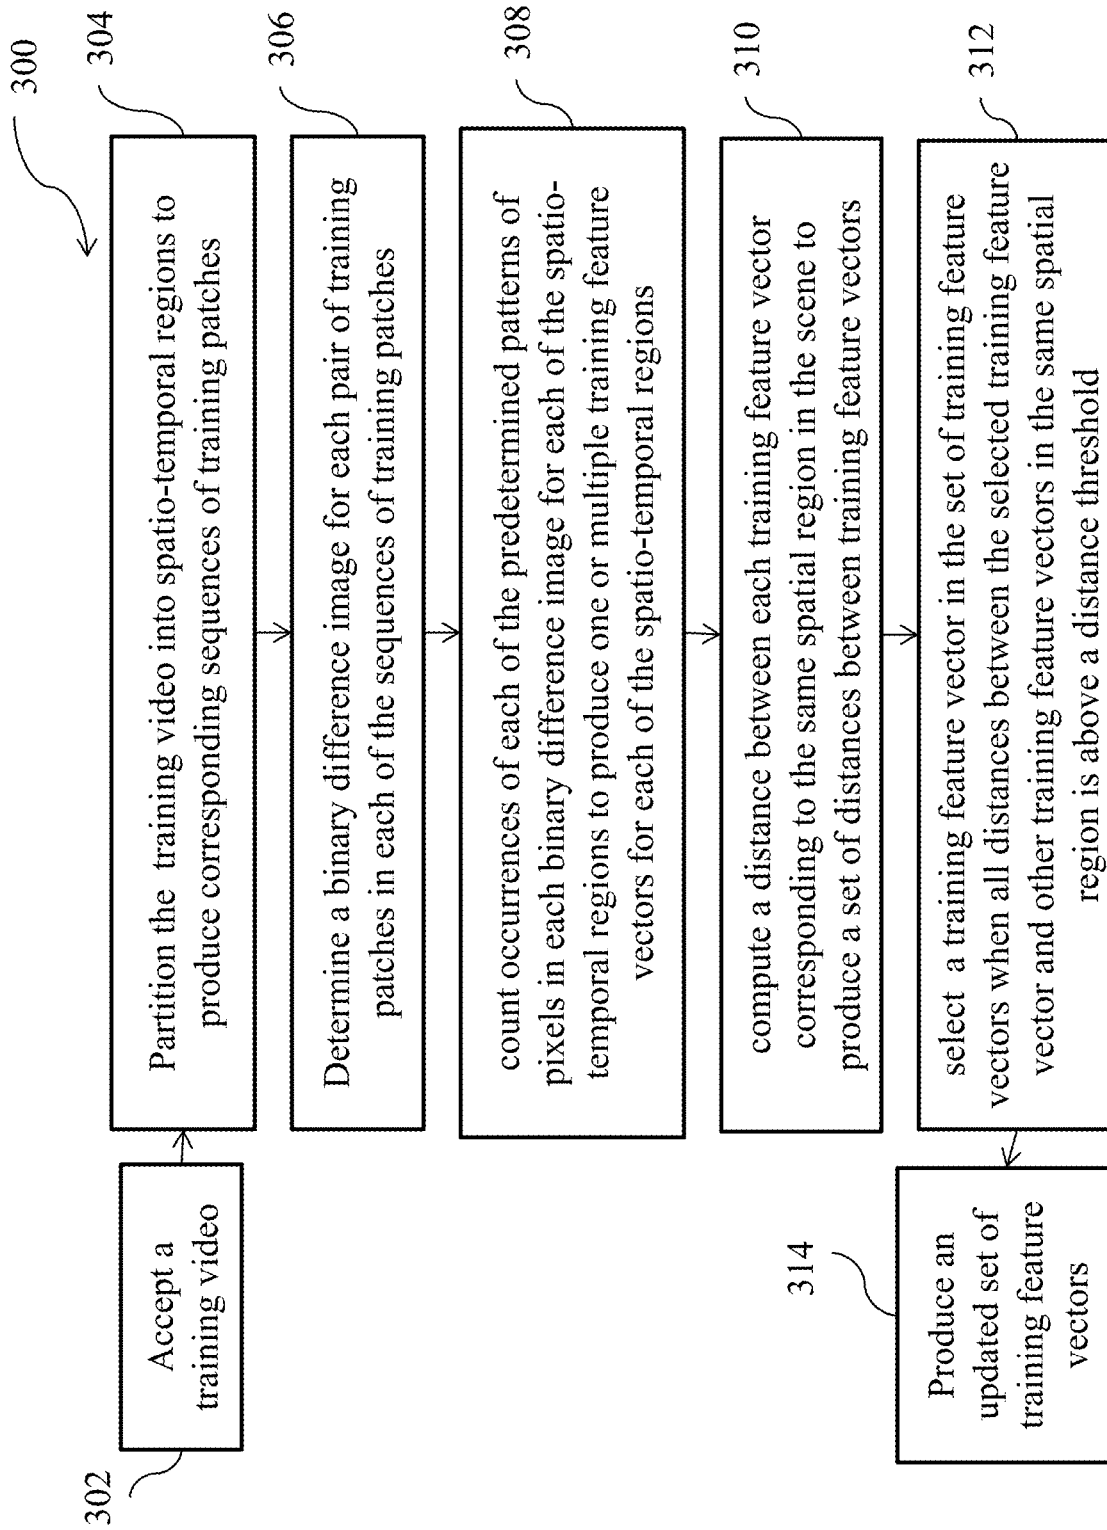 300
302
Accept a
training video
304
Partition the training video into spatio-temporal regions to
produce corresponding sequences of training patches
306
Determine a binary difference image for each pair of training
patches in each of the sequences of training patches
308
count occurrences of each of the predetermined patterns of
pixels in each binary difference image for each of the spatio-
temporal regions to produce one or multiple training feature
vectors for each of the spatio-temporal regions
310
compute a distance between each training feature vector
corresponding to the same spatial region in the scene to
produce a set of distances between training feature vectors
312
select a training feature vector in the set of training feature
vectors when all distances between the selected training feature
vector and other training feature vectors in the same spatial
region is above a distance threshold
314
Produce an
updated set of
training feature
vectors